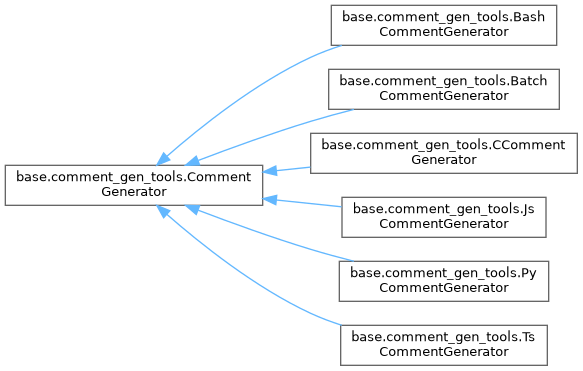 base.comment_gen_tools.Bash
CommentGenerator
base.comment_gen_tools.Batch
CommentGenerator
base.comment_gen_tools.CComment
Generator
base.comment_gen_tools.Comment
Generator
base.comment_gen_tools.Js
CommentGenerator
base.comment_gen_tools.Py
CommentGenerator
base.comment_gen_tools.Ts
CommentGenerator